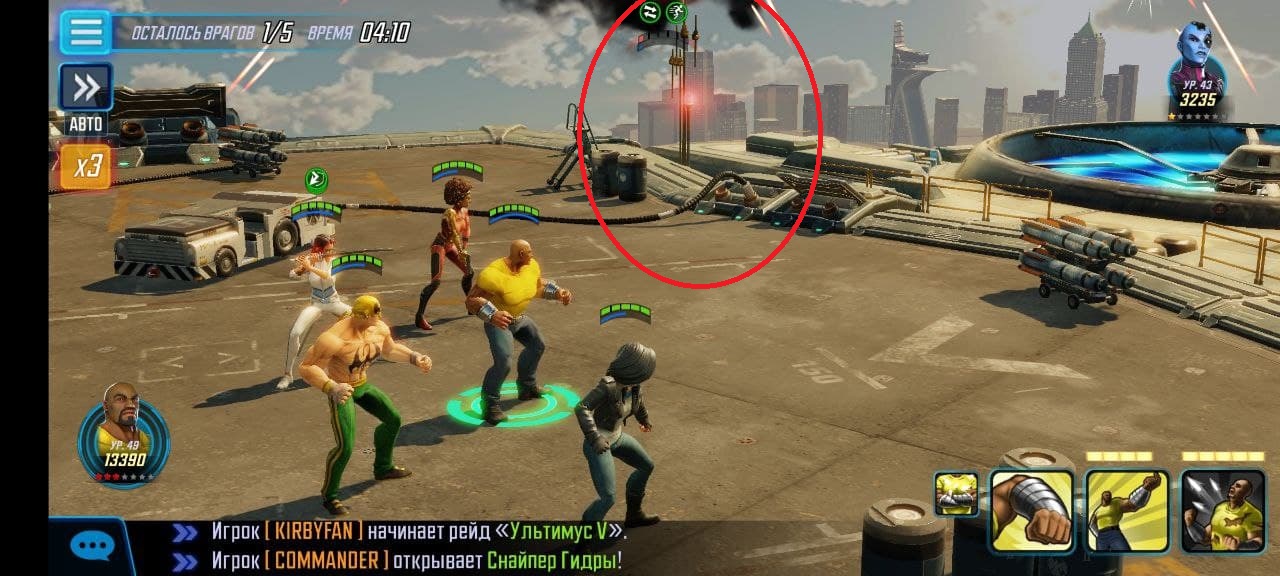 ОСТАЛОСЬ ВРАГОВ 1/5 ВРЕМЯ 04:10
АВТО
x3
УР. 43
3235
150
УР. 49
13390
Игрок [ KIRBYFAN ] начинает рейд «Ультимус V».
Игрок [ COMMANDER ] открывает Снайпер Гидры!